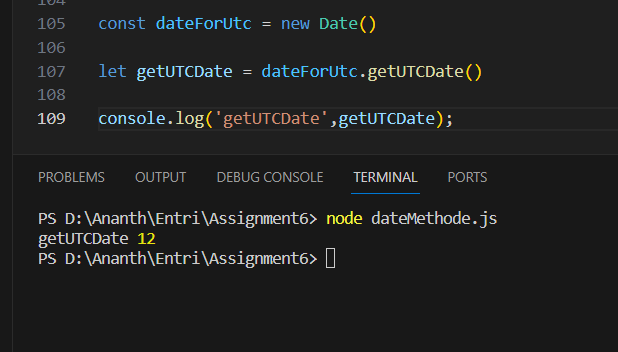 105 const dateForUtc = new Date()
106
107 let getUTCDate = dateForUtc.getUTCDate()
108
109 console.log('getUTCDate',getUTCDate);
PROBLEMS OUTPUT DEBUG CONSOLE TERMINAL PORTS
PS D:\Ananth\Entri\Assignment6> node dateMethode.js
getUTCDate 12
PS D:\Ananth\Entri\Assignment6>